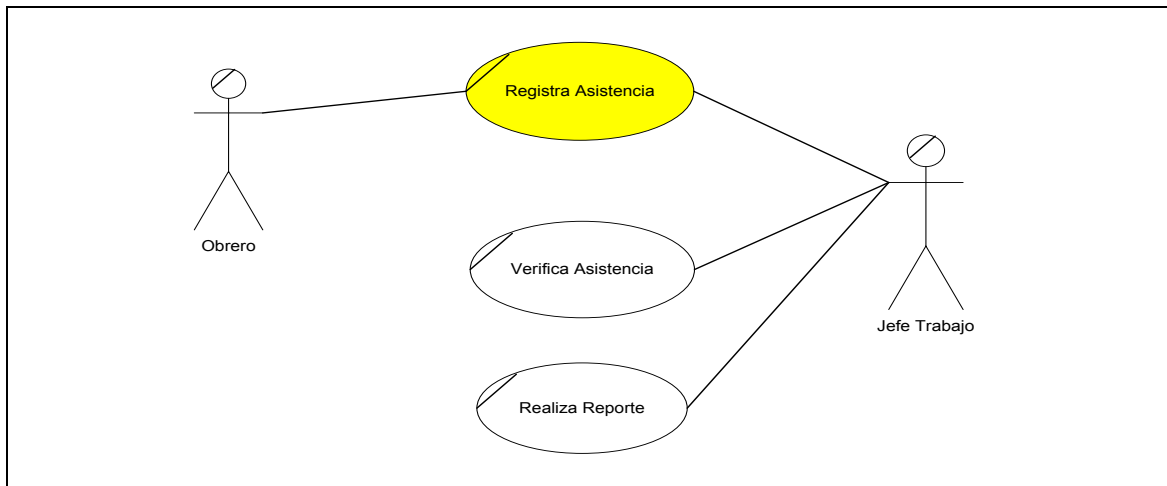 Registra Asistencia
Obrero
Verifica Asistencia
Jefe Trabajo
Realiza Reporte